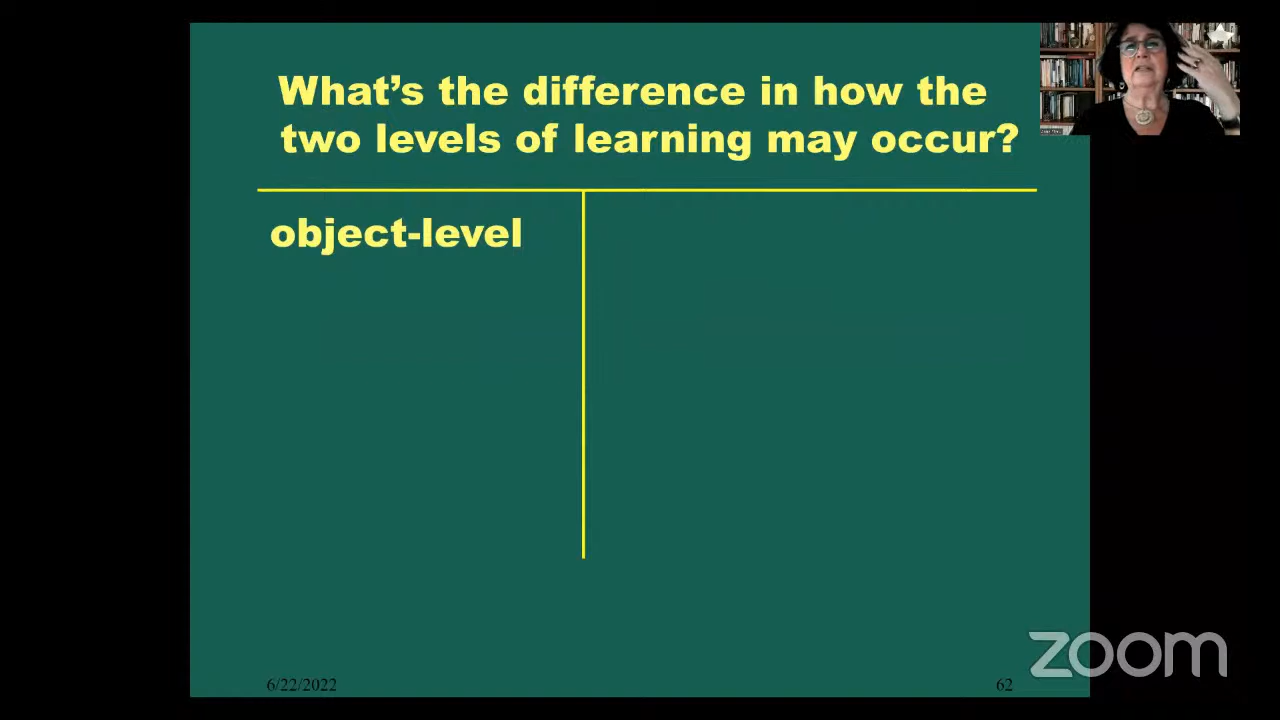 What's the difference in how the
two levels of learning may occur?
object-level
6/22/2022
62
zoom